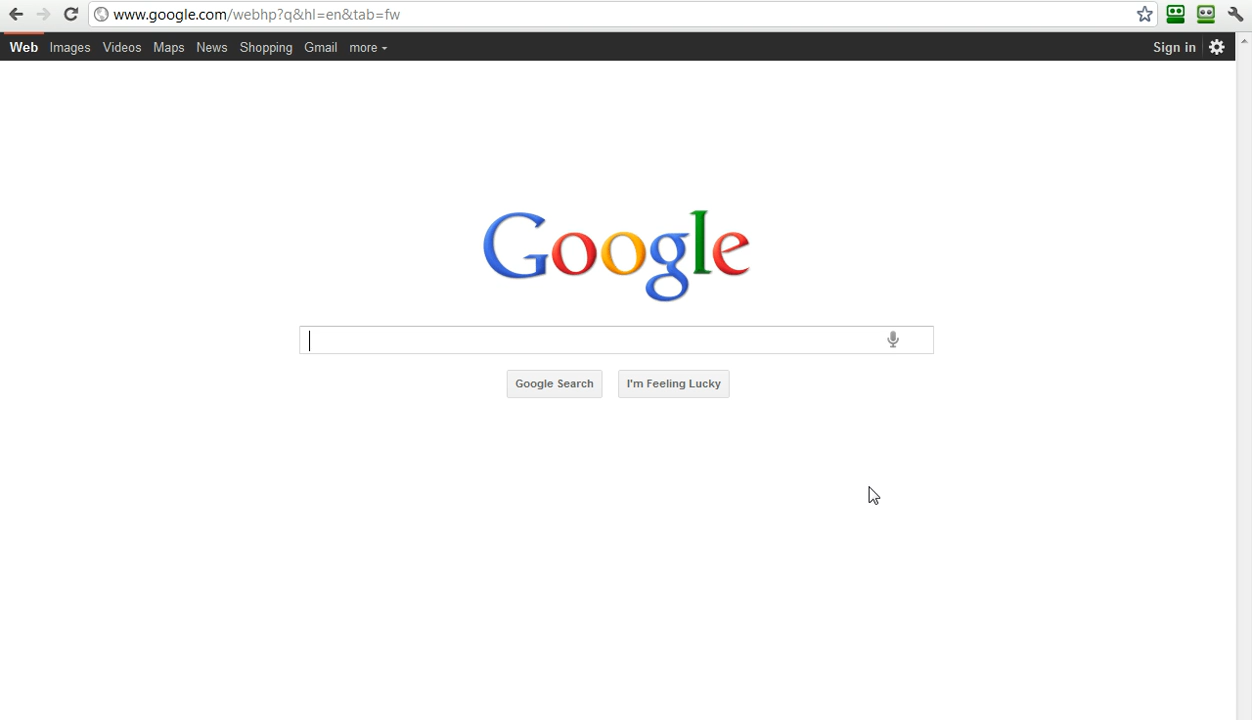 www.google.com/webhp?q&hl=en&tab=fw
Web Images Videos Maps News Shopping Gmail more Sign in
Google
Google Search I'm Feeling Lucky